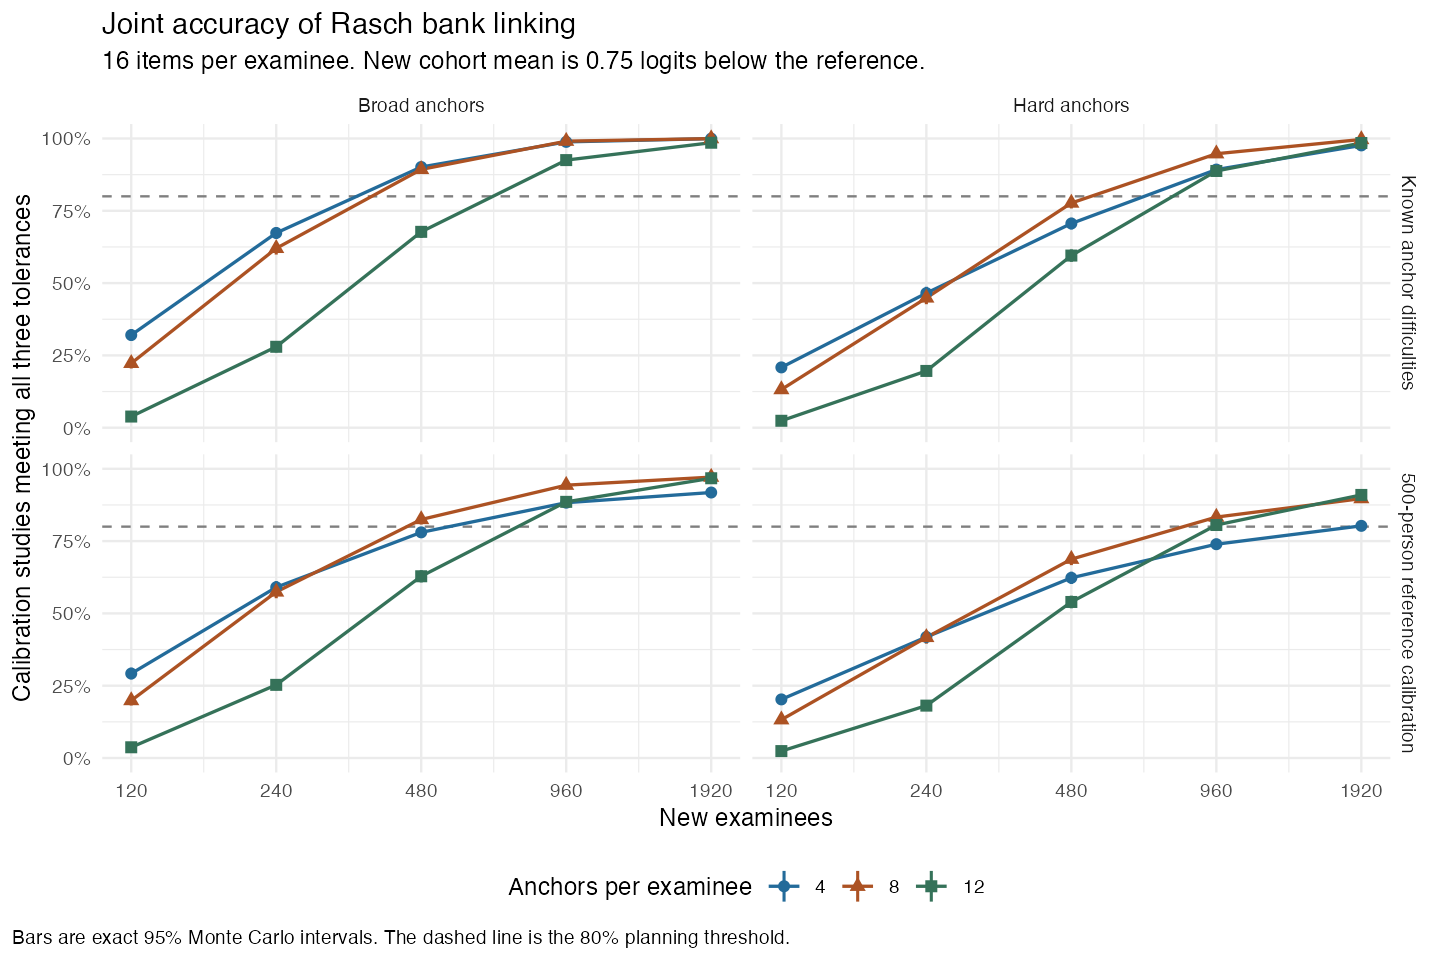 Joint accuracy of Rasch bank linking
16 items per examinee. New cohort mean is 0.75 logits below the reference.
Broad anchors
Hard anchors
Calibration studies meeting all three tolerances
100%
75%
50%
25%
0%
Known anchor difficulties
100%
75%
50%
25%
0%
500-person reference calibration
120 240 480 960 1920
120 240 480 960 1920
New examinees
Anchors per examinee 4 8 12
Bars are exact 95% Monte Carlo intervals. The dashed line is the 80% planning threshold.